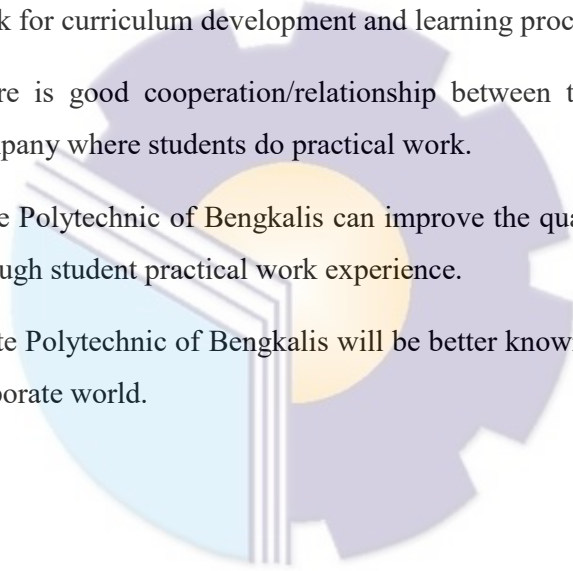 k for curriculum development and learning proc
re is good cooperation/relationship between t
pany where students do practical work.
e Polytechnic of Bengkalis can improve the qua
ugh student practical work experience.
te Polytechnic of Bengkalis will be better know
porate world.